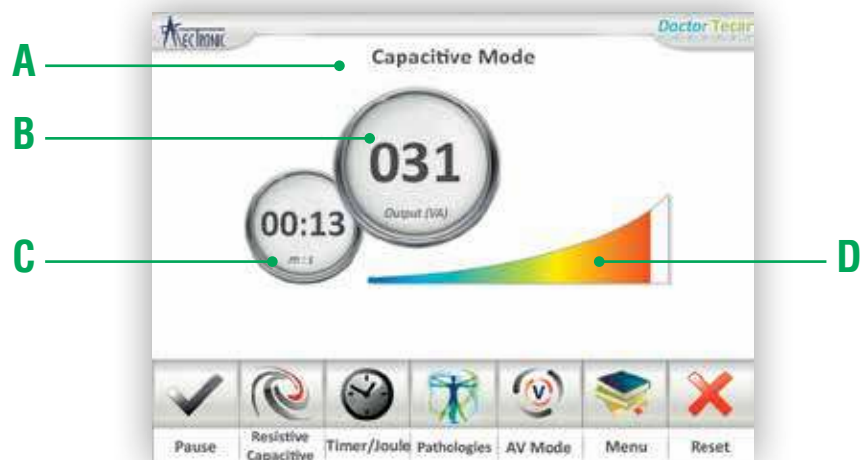 Doctor Tecar
A
Capacitive Mode
B
031
Output (VA)
00:13
m : s
C
D
Pause
Resistive
Capacitive
Timer/Joule
Pathologies
AV Mode
Menu
Reset
V